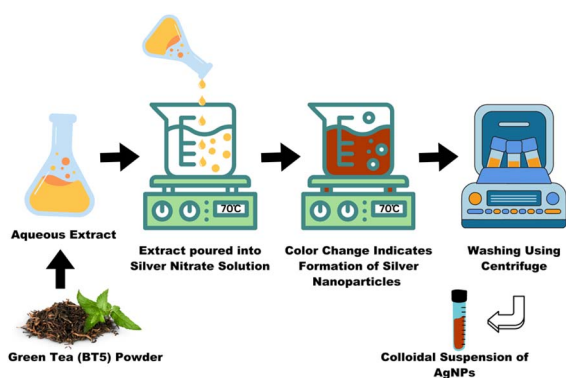 70℃
70℃
Aqueous Extract
Extract poured into
Silver Nitrate Solution
Color Change Indicates
Formation of Silver
Nanoparticles
Washing Using
Centrifuge
Green Tea (BT5) Powder
Colloidal Suspension of
AgNPs